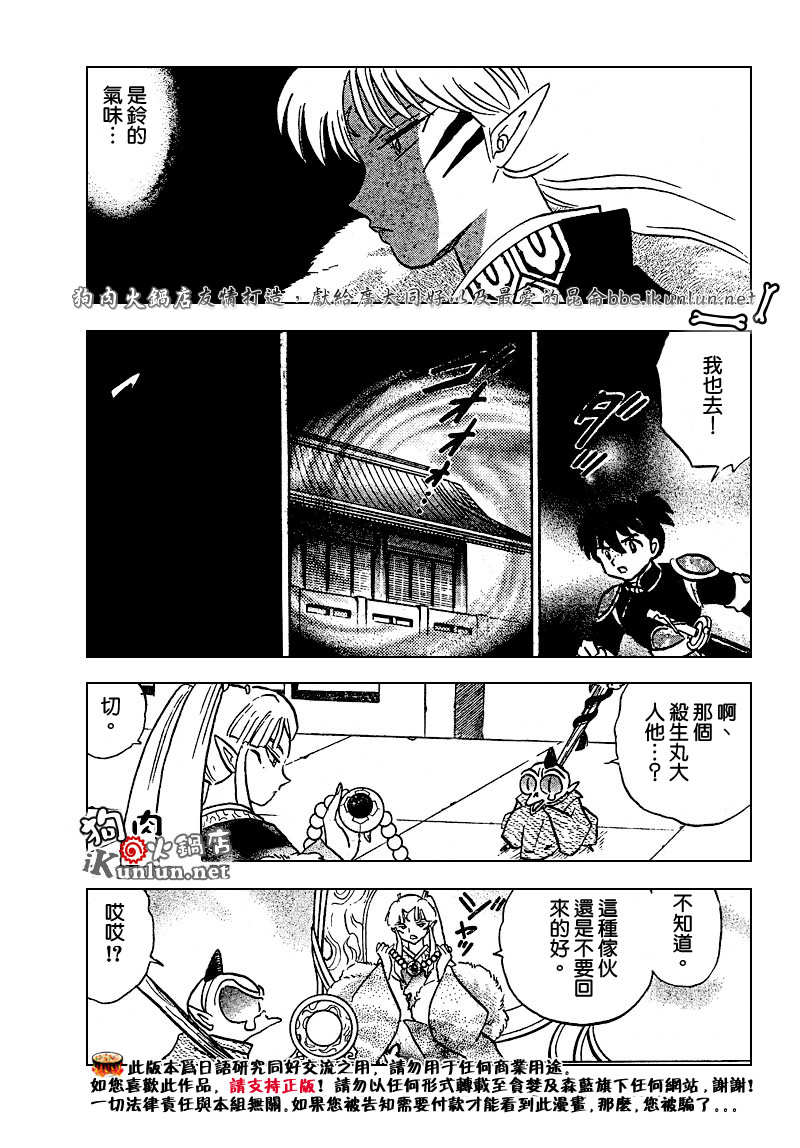 是鈴的
氣味…
狗肉火鍋店友情打造，獻給廣大同好以及最愛的昆侖bbs.ikunlun.net
我也去！
ダッ
ゴオオオ…
啊、
那個
殺生丸大
人他…？
切。
狗肉
火鍋店
iKunlun.net
不知道。
這種傢伙
還是不要回
來的好。
哎哎!?
此版本爲日語研究同好交流之用，請勿用于任何商業用途。
如您喜歡此作品，請支持正版！請勿以任何形式轉載至貪婪及森藍旗下任何網站，謝謝！
一切法律責任與本組無關。如果您被告知需要付款才能看到此漫畫，那麼，您被騙了。。。